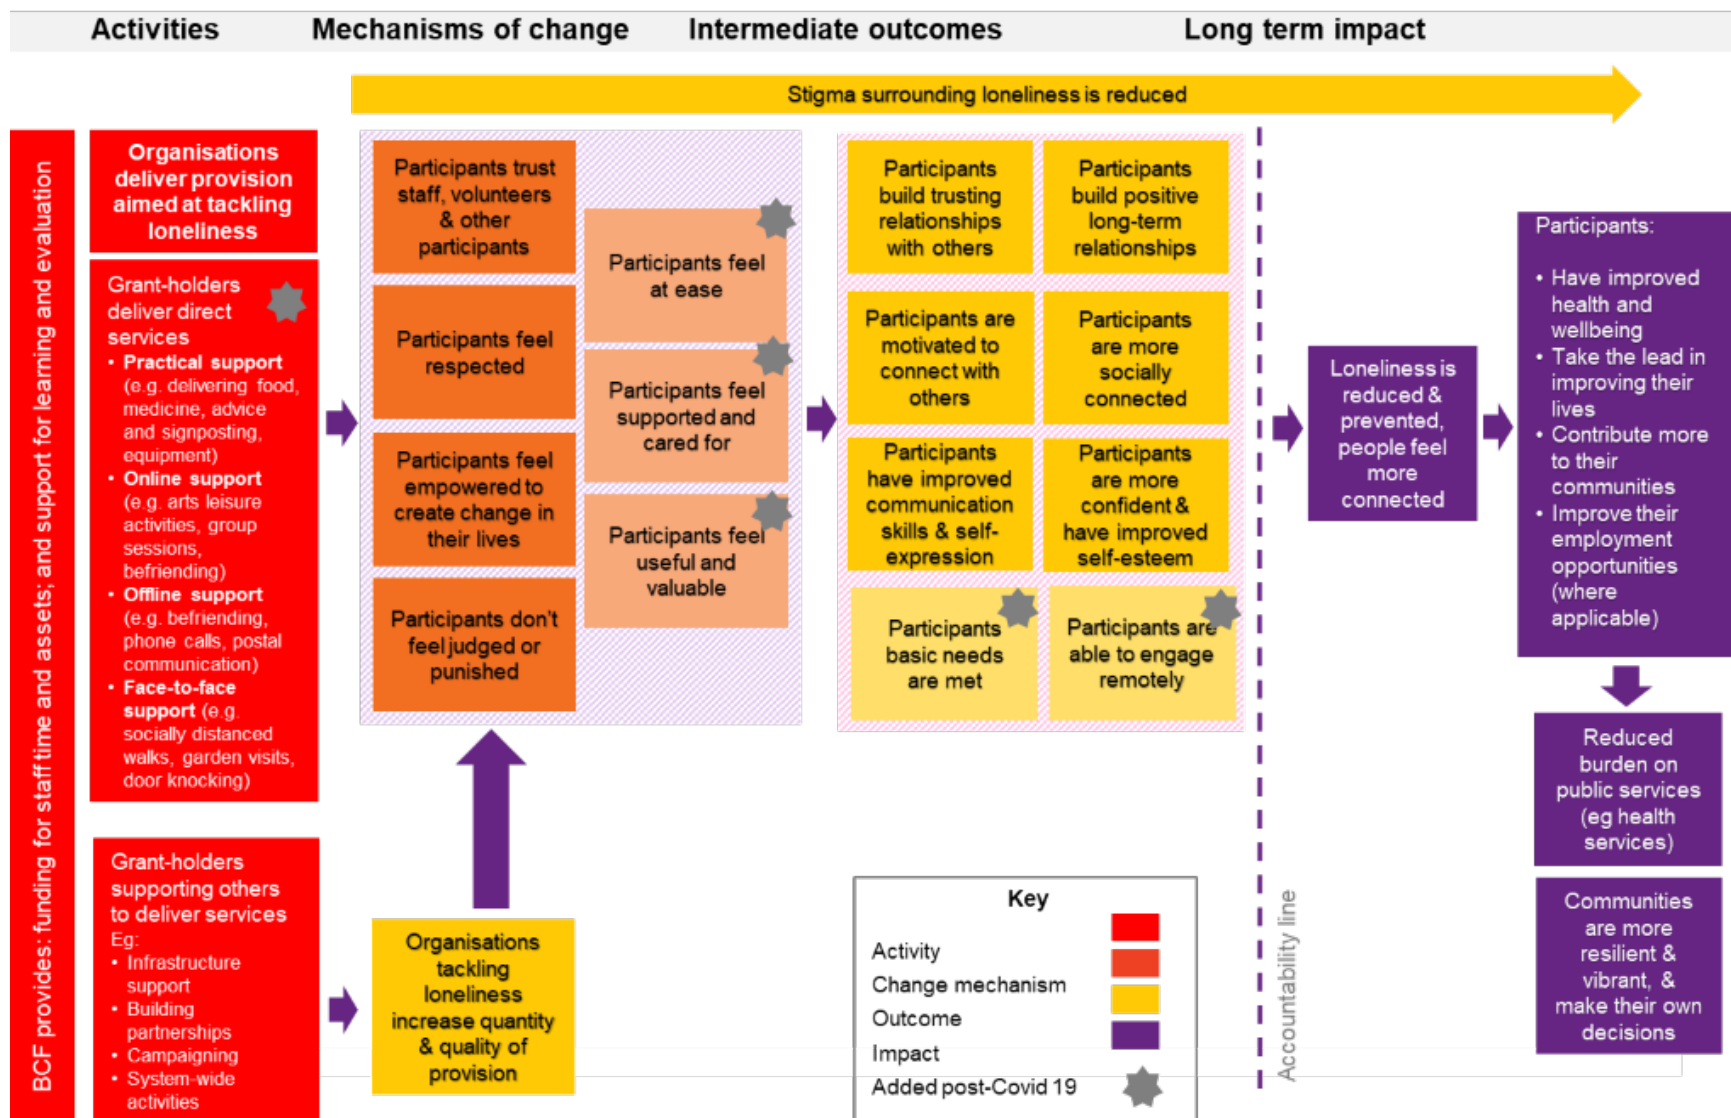 Activities
Mechanisms of change
Intermediate outcomes
Long term impact
Stigma surrounding loneliness is reduced
BCF provides: funding for staff time and assets; and support for learning and evaluation
Organisations
deliver provision
aimed at tackling
loneliness
Grant-holders
deliver direct
services
• Practical support
(e.g. delivering food,
medicine, advice
and signposting,
equipment)
• Online support
(e.g. arts leisure
activities, group
sessions,
befriending)
• Offline support
(e.g. befriending,
phone calls, postal
communication)
• Face-to-face
support (e.g.
socially distanced
walks, garden visits,
door knocking)
Grant-holders
supporting others
to deliver services
Eg:
• Infrastructure
support
• Building
partnerships
• Campaigning
• System-wide
activities
Participants trust
staff, volunteers
& other
participants
Participants feel
respected
Participants feel
empowered to
create change in
their lives
Participants don't
feel judged or
punished
Participants feel
at ease
Participants feel
supported and
cared for
Participants feel
useful and
valuable
Organisations
tackling
loneliness
increase quantity
& quality of
provision
Participants
build trusting
relationships
with others
Participants
build positive
long-term
relationships
Participants are
motivated to
connect with
others
Participants
are more
socially
connected
Participants
have improved
communication
skills & self-
expression
Participants
are more
confident &
have improved
self-esteem
Participants
basic needs
are met
Participants are
able to engage
remotely
Key
Activity
Change mechanism
Outcome
Impact
Added post-Covid 19
Accountability line
Loneliness is
reduced &
prevented,
people feel
more
connected
Participants:
• Have improved
health and
wellbeing
• Take the lead in
improving their
lives
• Contribute more
to their
communities
• Improve their
employment
opportunities
(where
applicable)
Reduced
burden on
public services
(eg health
services)
Communities
are more
resilient &
vibrant, &
make their own
decisions